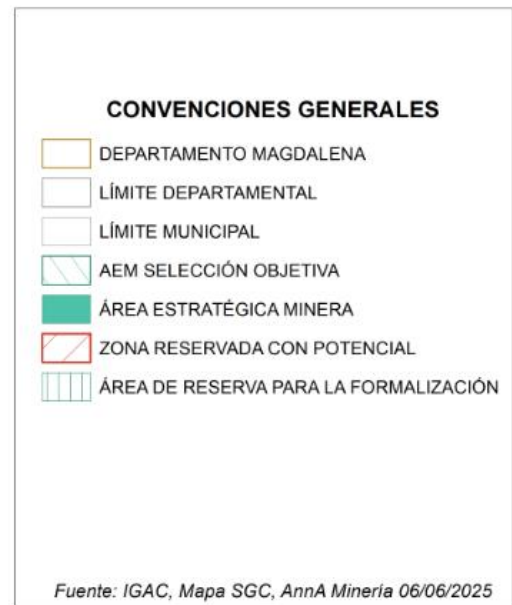 CONVENCIONES GENERALES
DEPARTAMENTO MAGDALENA
LÍMITE DEPARTAMENTAL
LÍMITE MUNICIPAL
AEM SELECCIÓN OBJETIVA
ÁREA ESTRATÉGICA MINERA
ZONA RESERVADA CON POTENCIAL
ÁREA DE RESERVA PARA LA FORMALIZACIÓN
Fuente: IGAC, Mapa SGC, AnnA Minería 06/06/2025